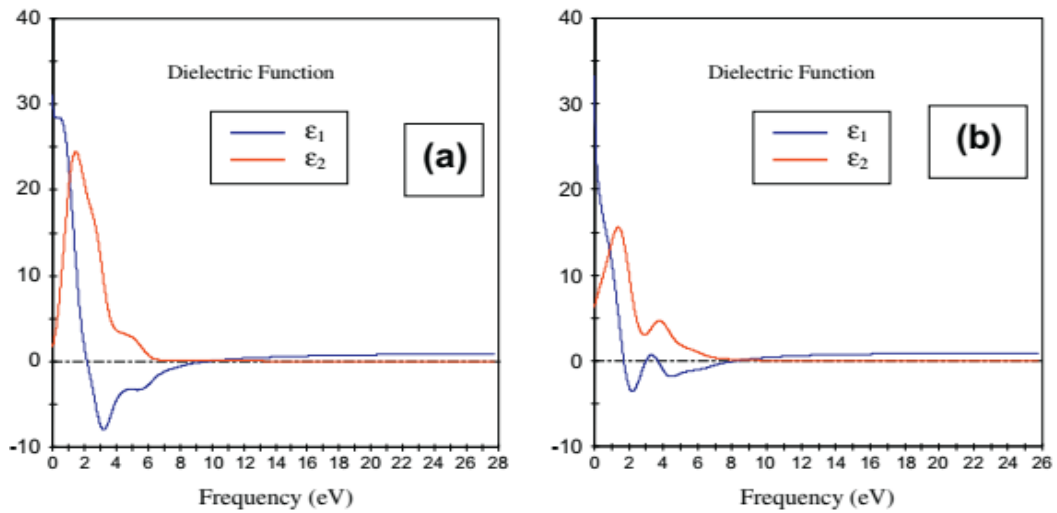 40
30
20
10
0
-10
Dielectric Function
ε1
ε2
(a)
0 2 4 6 8 10 12 14 16 18 20 22 24 26 28
Frequency (eV)
40
30
20
10
0
-10
Dielectric Function
ε1
ε2
(b)
0 2 4 6 8 10 12 14 16 18 20 22 24 26
Frequency (eV)